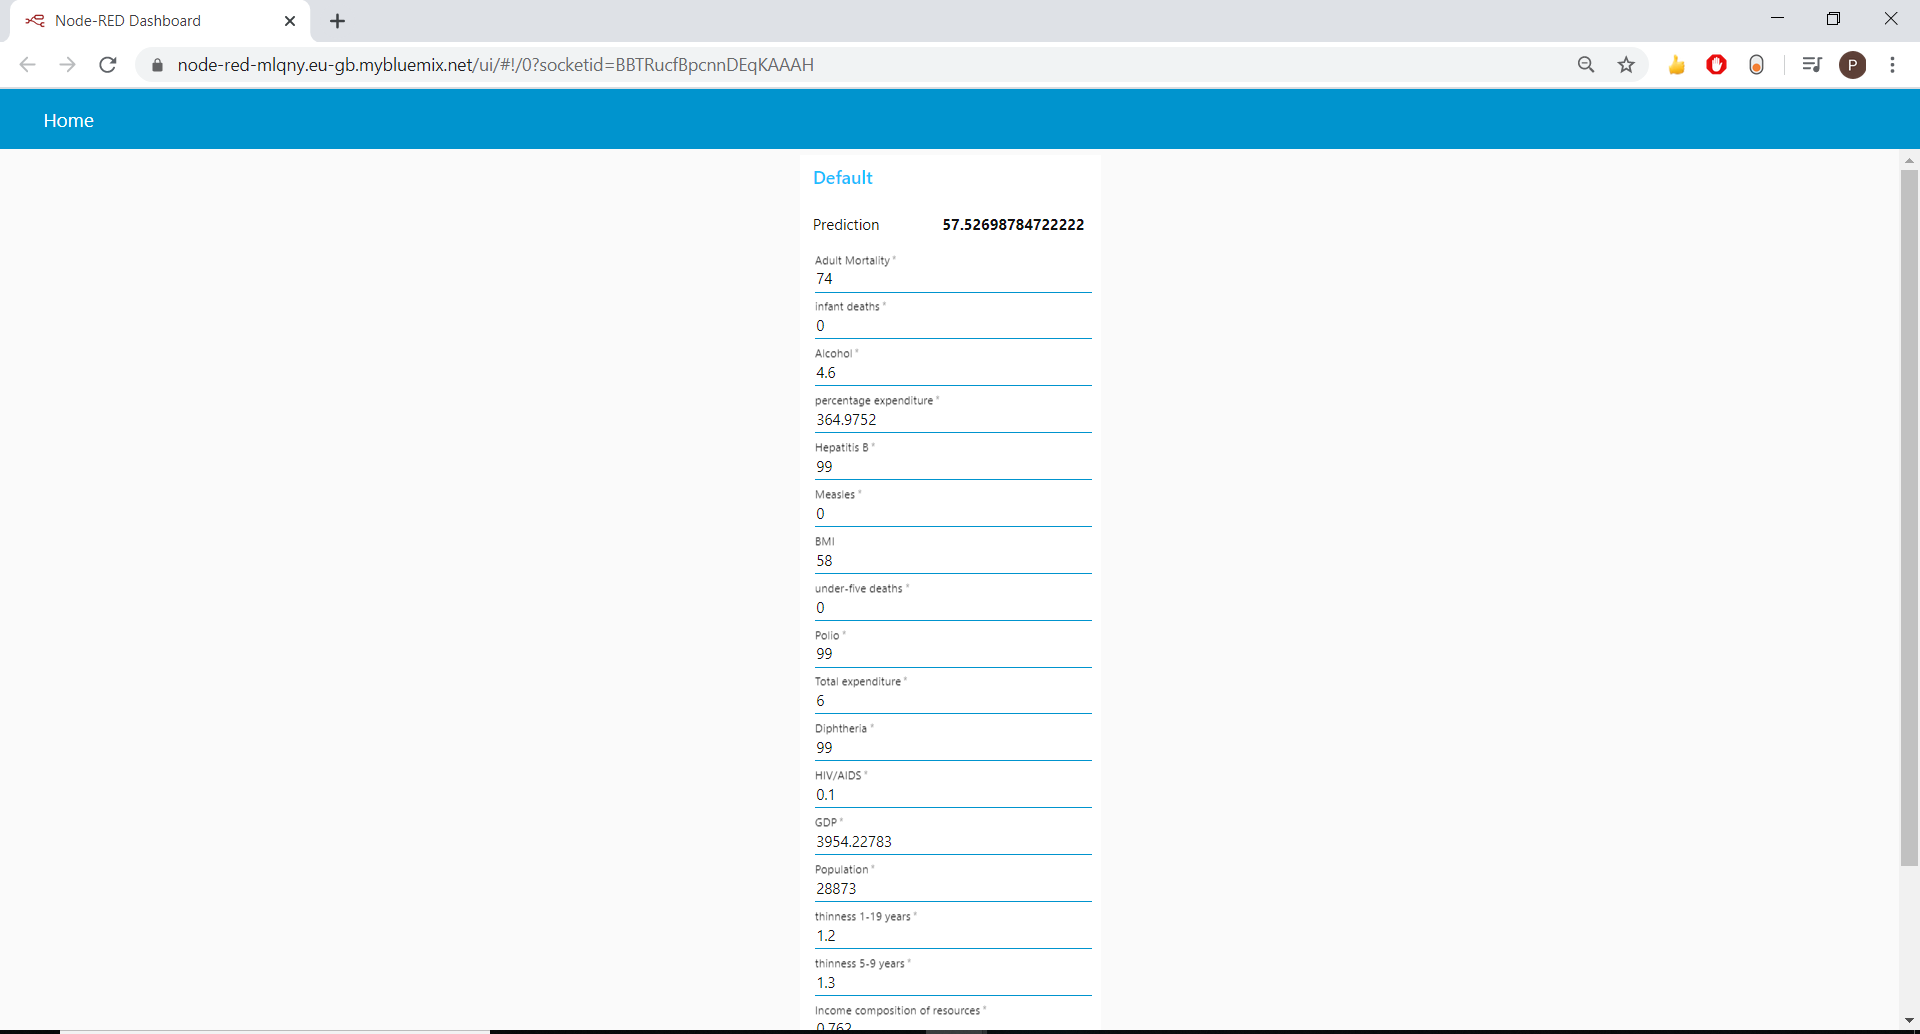 Node-RED Dashboard
node-red-mlqny.eu-gb.mybluemix.net/ui/#!/0?socketid=BBTRucfBpcnnDEqKAAAH
P
Home
Default
Prediction 57.52698784722222
Adult Mortality *
74
infant deaths *
0
Alcohol *
4.6
percentage expenditure *
364.9752
Hepatitis B *
99
Measles *
0
BMI
58
under-five deaths *
0
Polio *
99
Total expenditure *
6
Diphtheria *
99
HIV/AIDS *
0.1
GDP *
3954.22783
Population *
28873
thinness 1-19 years *
1.2
thinness 5-9 years *
1.3
Income composition of resources *
0.762